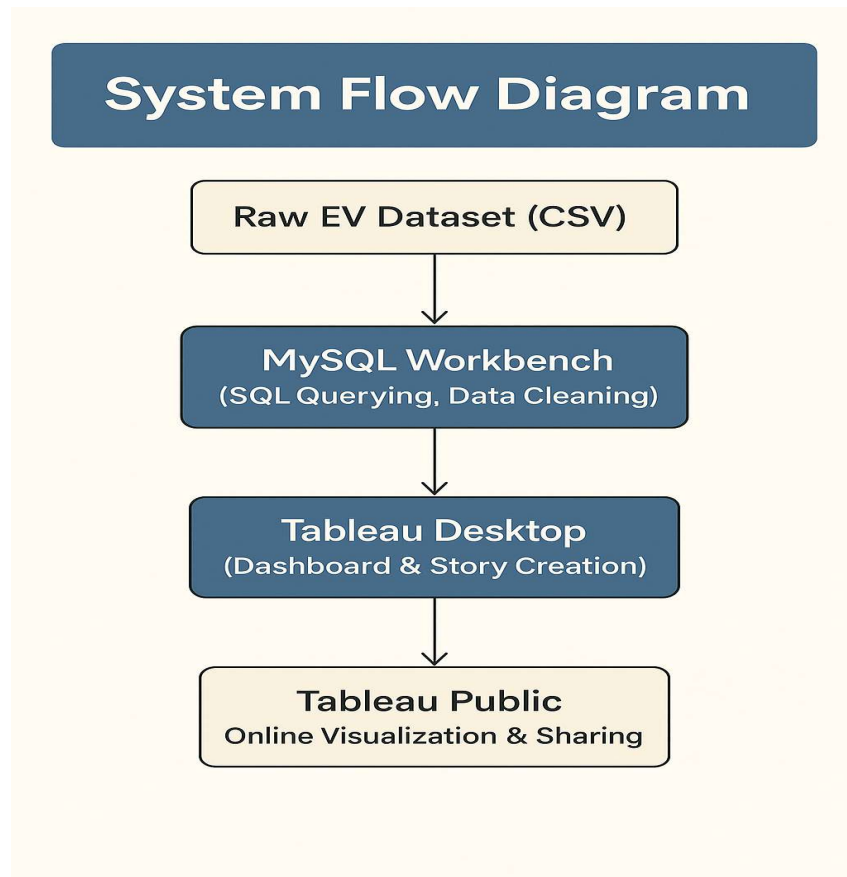 System Flow Diagram
Raw EV Dataset (CSV)
MySQL Workbench
(SQL Querying, Data Cleaning)
Tableau Desktop
(Dashboard & Story Creation)
Tableau Public
Online Visualization & Sharing